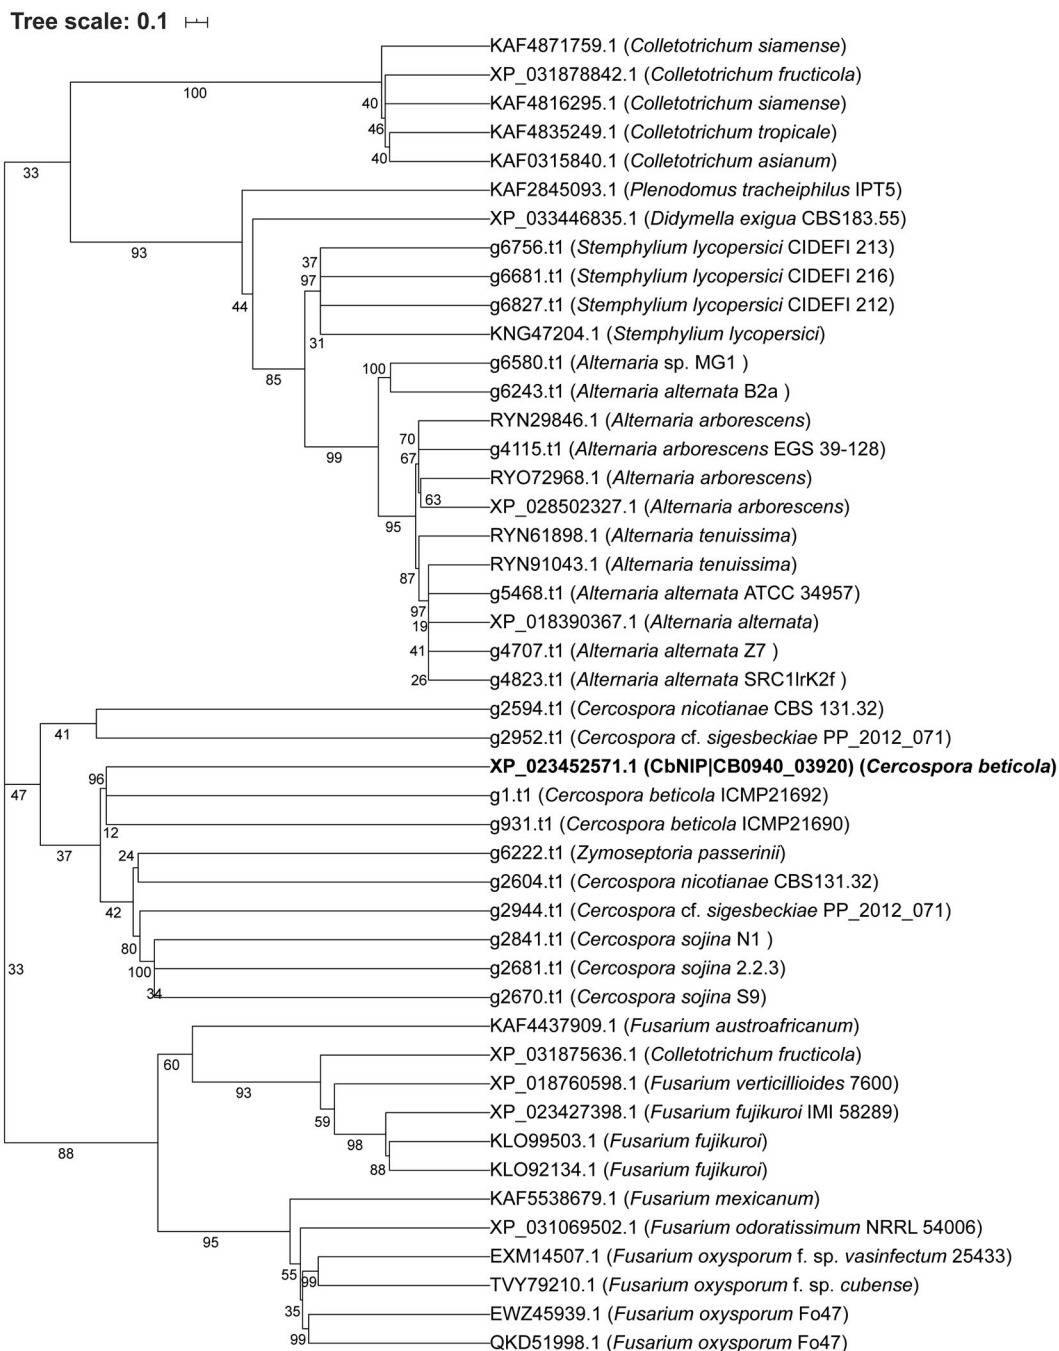 Tree scale: 0.1
KAF4871759.1 (Colletotrichum siamense)
XP_031878842.1 (Colletotrichum fructicola)
100
40
KAF4816295.1 (Colletotrichum siamense)
46
KAF4835249.1 (Colletotrichum tropicale)
40
KAF0315840.1 (Colletotrichum asianum)
33
KAF2845093.1 (Plenodomus tracheiphilus IPT5)
XP_033446835.1 (Didymella exigua CBS183.55)
93
g6756.t1 (Stemphylium lycopersici CIDEFI 213)
37
97
g6681.t1 (Stemphylium lycopersici CIDEFI 216)
44
g6827.t1 (Stemphylium lycopersici CIDEFI 212)
KNG47204.1 (Stemphylium lycopersici)
31
g6580.t1 (Alternaria sp. MG1 )
100
85
g6243.t1 (Alternaria alternata B2a )
RYN29846.1 (Alternaria arborescens)
70
g4115.t1 (Alternaria arborescens EGS 39-128)
99
67
RYO72968.1 (Alternaria arborescens)
63
XP_028502327.1 (Alternaria arborescens)
95
RYN61898.1 (Alternaria tenuissima)
RYN91043.1 (Alternaria tenuissima)
87
g5468.t1 (Alternaria alternata ATCC 34957)
97
XP_018390367.1 (Alternaria alternata)
19
g4707.t1 (Alternaria alternata Z7 )
41
g4823.t1 (Alternaria alternata SRC1lrK2f )
26
g2594.t1 (Cercospora nicotianae CBS 131.32)
41
g2952.t1 (Cercospora cf. sigesbeckiae PP_2012_071)
XP_023452571.1 (CbNIP|CB0940_03920) (Cercospora beticola)
96
47
g1.t1 (Cercospora beticola ICMP21692)
g931.t1 (Cercospora beticola ICMP21690)
12
37
24
g6222.t1 (Zymoseptoria passerinii)
g2604.t1 (Cercospora nicotianae CBS131.32)
42
g2944.t1 (Cercospora cf. sigesbeckiae PP_2012_071)
80
g2841.t1 (Cercospora sojina N1 )
33
100
g2681.t1 (Cercospora sojina 2.2.3)
34
g2670.t1 (Cercospora sojina S9)
KAF4437909.1 (Fusarium austroafricanum)
60
XP_031875636.1 (Colletotrichum fructicola)
93
XP_018760598.1 (Fusarium verticillioides 7600)
59
XP_023427398.1 (Fusarium fujikuroi IMI 58289)
98
KLO99503.1 (Fusarium fujikuroi)
88
88
KLO92134.1 (Fusarium fujikuroi)
KAF5538679.1 (Fusarium mexicanum)
95
XP_031069502.1 (Fusarium odoratissimum NRRL 54006)
EXM14507.1 (Fusarium oxysporum f. sp. vasinfectum 25433)
55
99
TVY79210.1 (Fusarium oxysporum f. sp. cubense)
35
EWZ45939.1 (Fusarium oxysporum Fo47)
99
QKD51998.1 (Fusarium oxysporum Fo47)